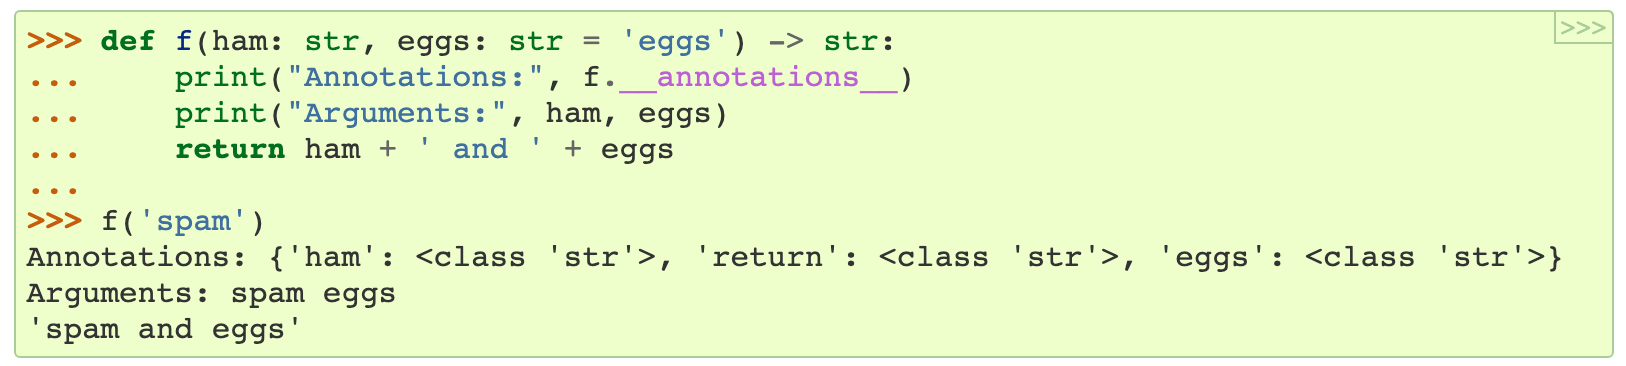 >>> def f(ham: str, eggs: str = 'eggs') -> str:
>>>
...     print("Annotations:", f.__annotations__)
...     print("Arguments:", ham, eggs)
...     return ham + ' and ' + eggs
...
>>> f('spam')
Annotations: {'ham': <class 'str'>, 'return': <class 'str'>, 'eggs': <class 'str'>}
Arguments: spam eggs
'spam and eggs'